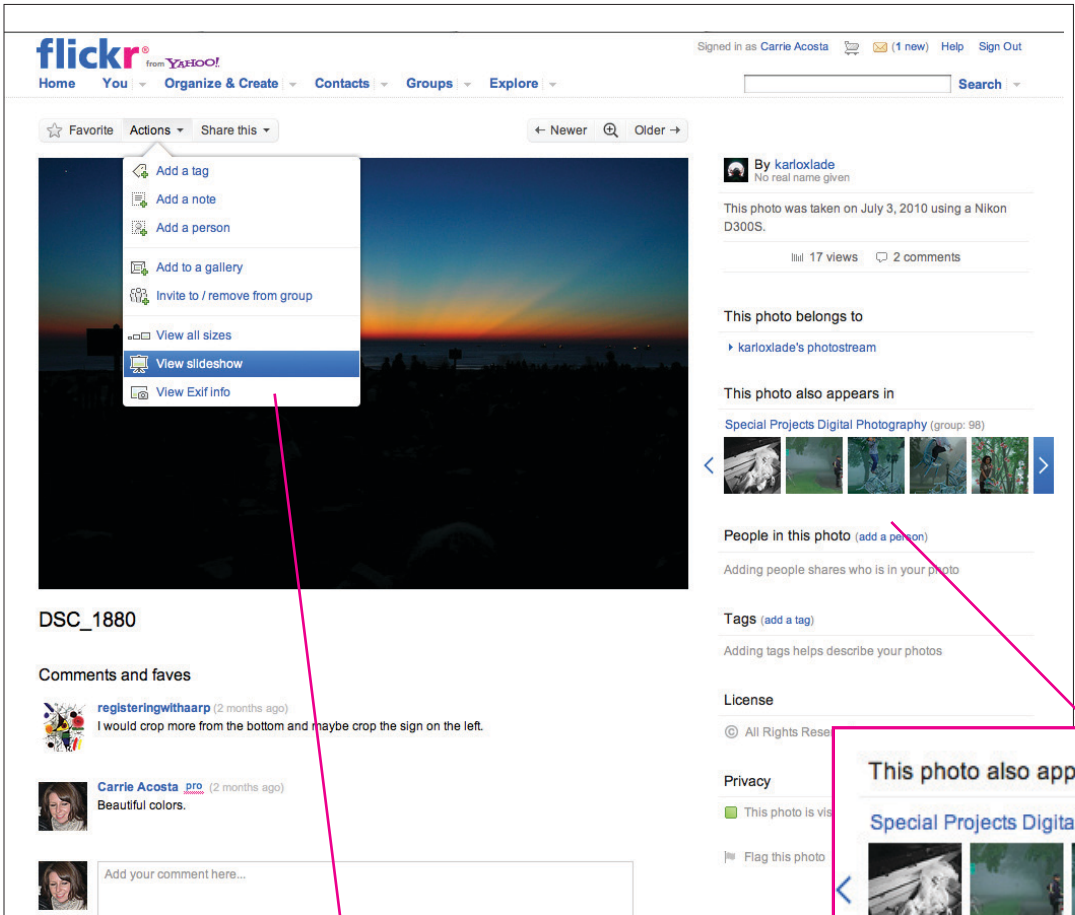 flickr® from YAHOO!
Signed in as Carrie Acosta (1 new) Help Sign Out
Home You Organize & Create Contacts Groups Explore
Search
Favorite Actions Share this
← Newer Older →
Add a tag
Add a note
Add a person
Add to a gallery
Invite to / remove from group
View all sizes
View slideshow
View Exif info
DSC_1880
Comments and faves
registeringwithaarp (2 months ago)
I would crop more from the bottom and maybe crop the sign on the left.
Carrie Acosta pro (2 months ago)
Beautiful colors.
Add your comment here...
By karloxlade
No real name given
This photo was taken on July 3, 2010 using a Nikon
D300S.
17 views 2 comments
This photo belongs to
karloxlade's photostream
This photo also appears in
Special Projects Digital Photography (group: 98)
People in this photo (add a person)
Adding people shares who is in your photo
Tags (add a tag)
Adding tags helps describe your photos
License
© All Rights Rese
Privacy
This photo is vis
Flag this photo
This photo also app
Special Projects Digita